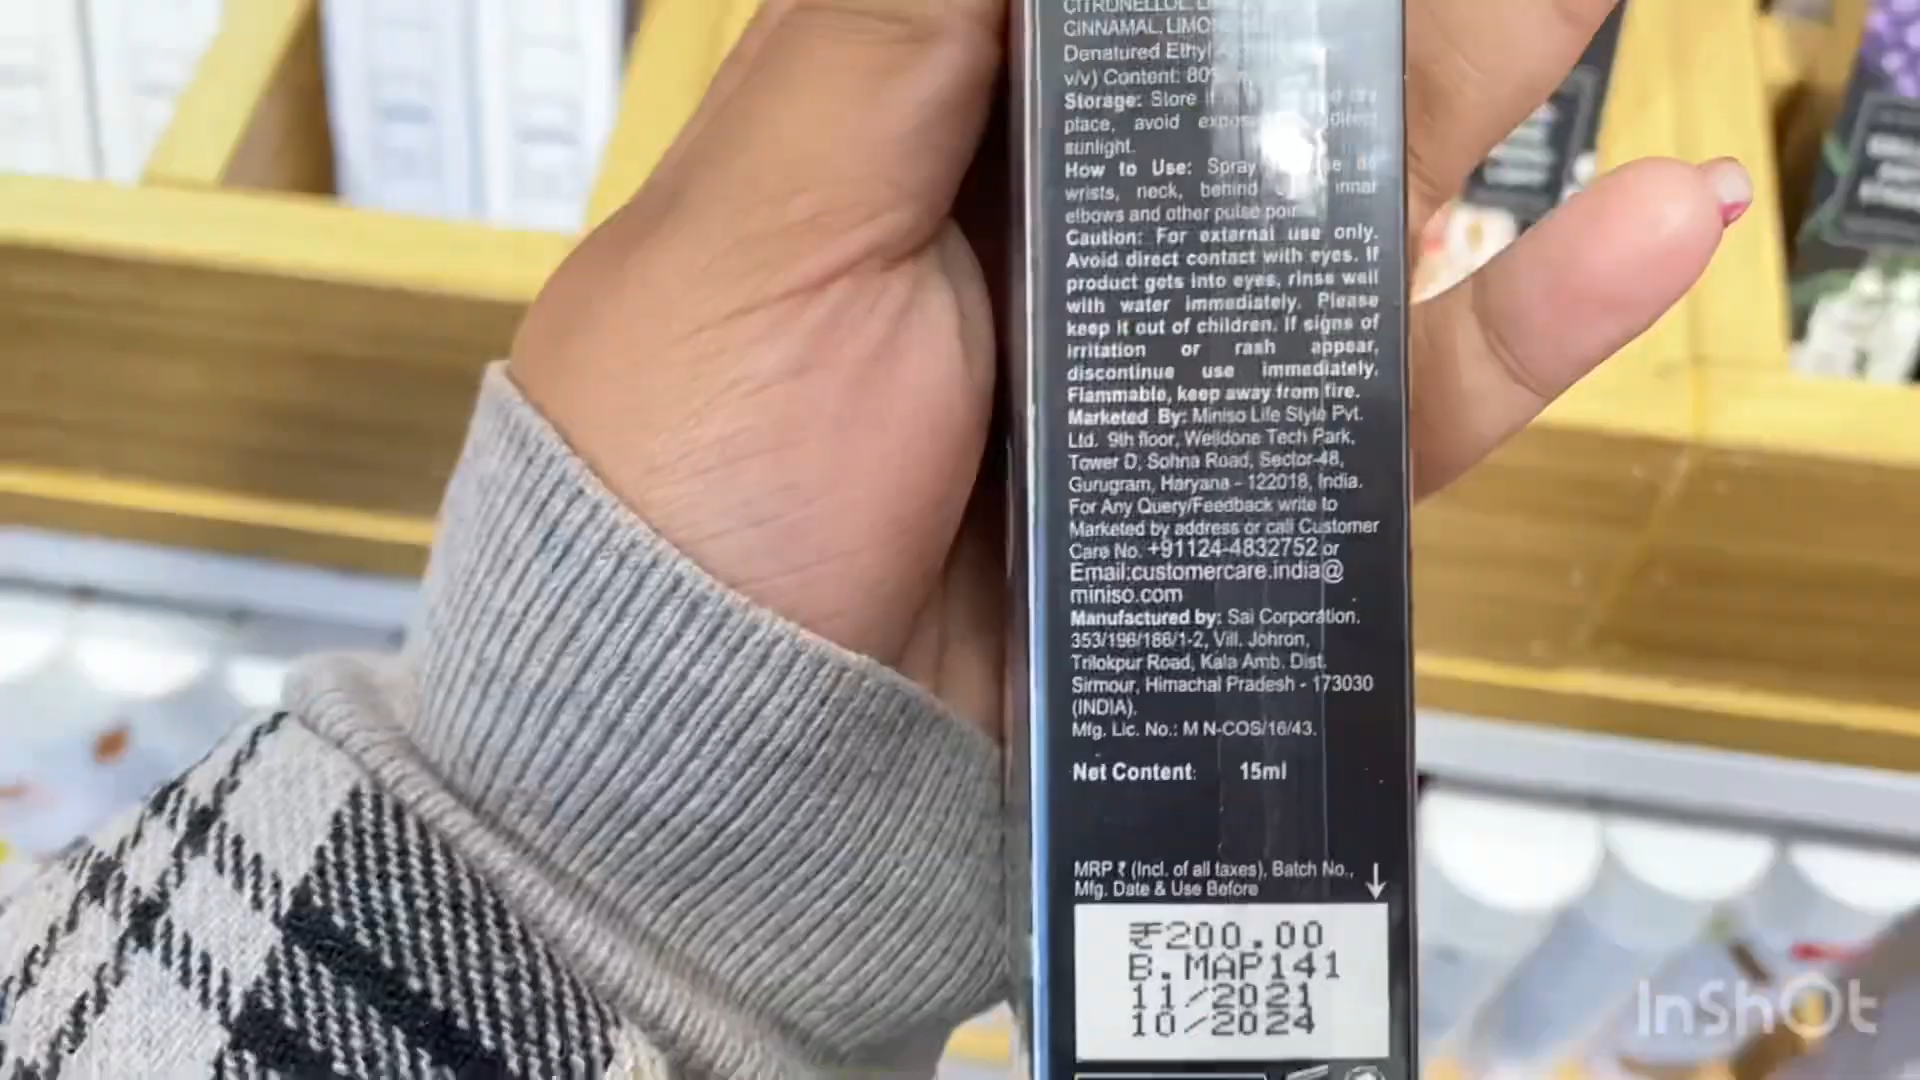 CITRONELLOL,
CINNAMAL,
Denatured Ethyl
v/v) Content: 80%
Storage: Store
place, avoid
sunlight.
How to Use: Spray
wrists, neck, behind
elbows and other pulse
Caution: For external use only.
Avoid direct contact with eyes. If
product gets into eyes, rinse well
with water immediately. Please
keep it out of children. If signs of
irritation or rash appear,
discontinue use immediately.
Flammable, keep away from fire.
Marketed By: Miniso Life Style Pvt.
Ltd. 9th floor, Welldone Tech Park,
Tower D, Sohna Road, Sector-48,
Gurugram, Haryana - 122018, India.
For Any Query/Feedback write to
Marketed by address or call Customer
Care No. +91124-4832752 or
Email:customercare.india@
miniso.com
Manufactured by: Sai Corporation,
353/196/186/1-2, Vill. Johron,
Trilokpur Road, Kala Amb. Dist.
Sirmour, Himachal Pradesh - 173030
(INDIA).
Mfg. Lic. No.: M N-COS/16/43.
Net Content: 15ml
MRP ₹ (Incl. of all taxes), Batch No.,
Mfg. Date & Use Before
₹200.00
B.MAP141
11/2021
10/2024
InShOt